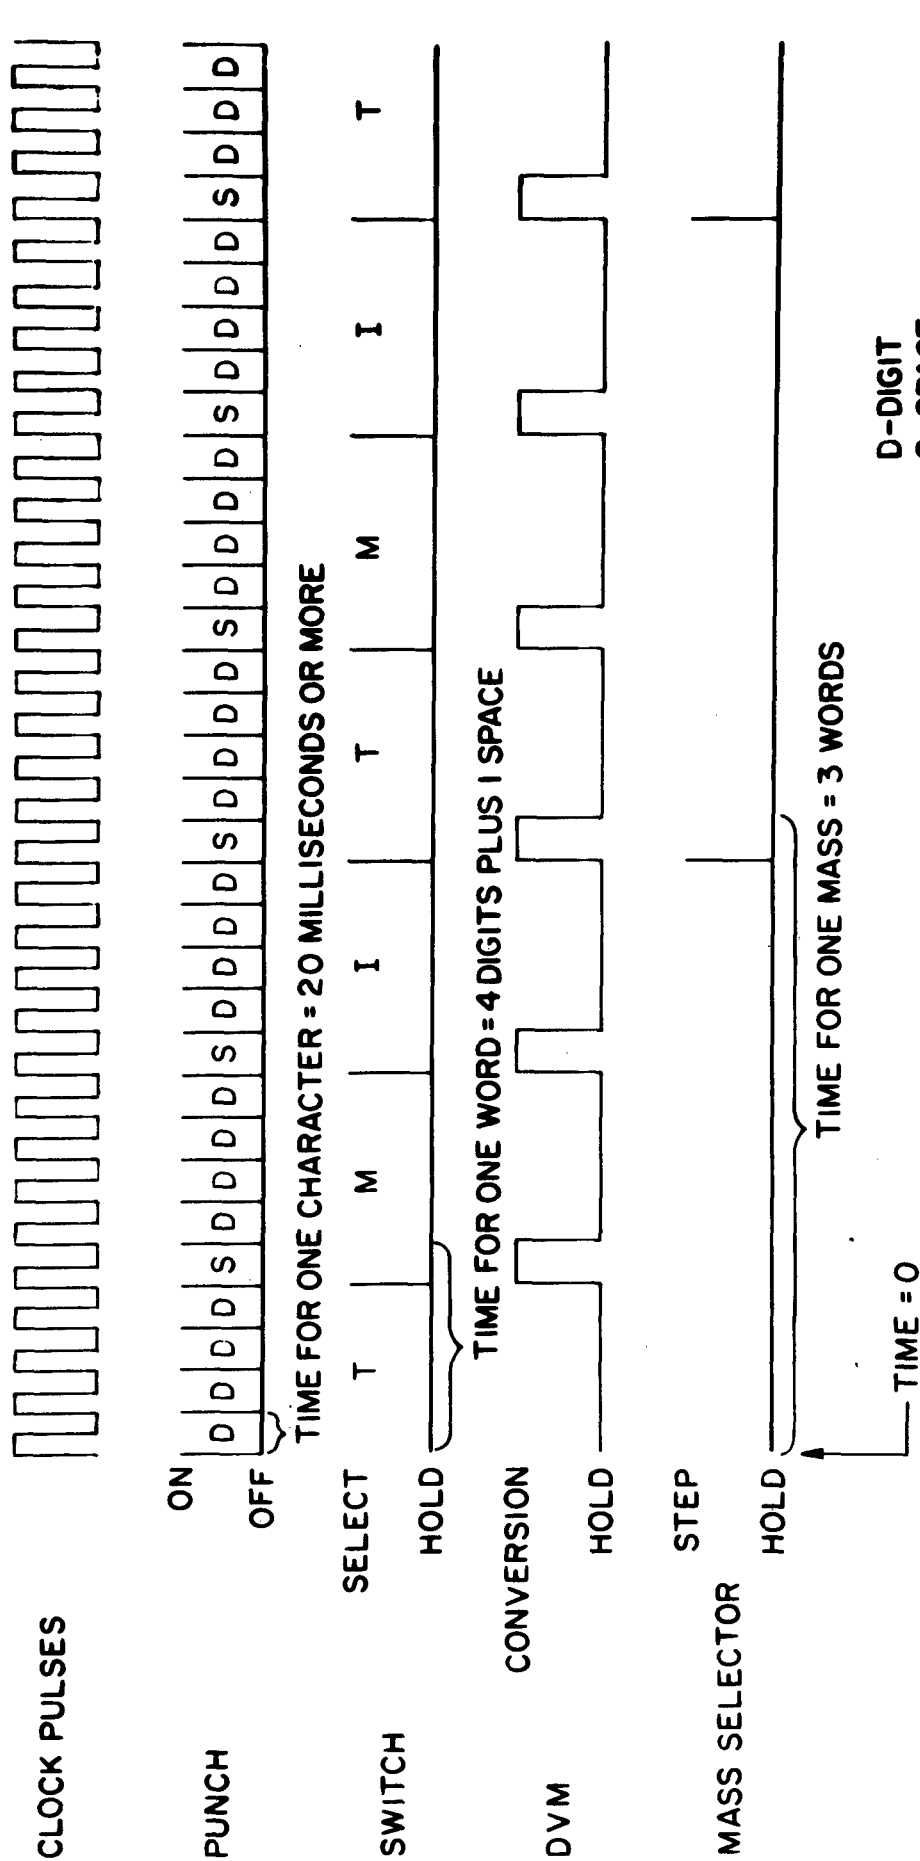 CLOCK PULSES
PUNCH
ON
OFF
D D D D S D D D D S D D D D S D D D D S D D D D S D D D D S D D D
TIME FOR ONE CHARACTER = 20 MILLISECONDS OR MORE
SWITCH
SELECT
HOLD
T M I T M I T
TIME FOR ONE WORD = 4 DIGITS PLUS 1 SPACE
DVM
CONVERSION
HOLD
MASS SELECTOR
STEP
HOLD
TIME FOR ONE MASS = 3 WORDS
TIME = 0
D-DIGIT